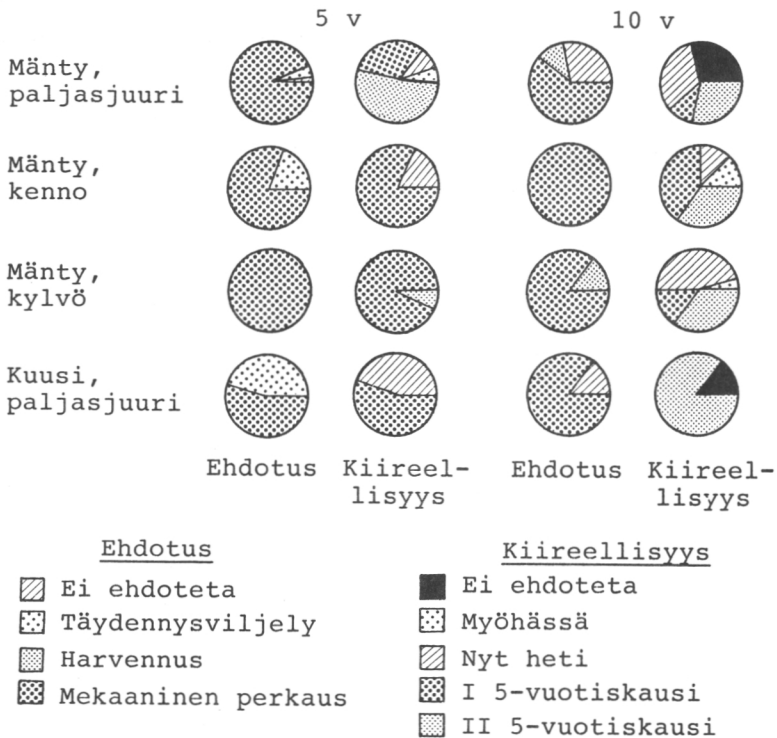 5 v 10 v
Mänty,
paljasjuuri
Mänty,
kenno
Mänty,
kylvö
Kuusi,
paljasjuuri
Ehdotus Kiireel-
lisyys Ehdotus Kiireel-
lisyys
Ehdotus
Ei ehdoteta
Täydennysviljely
Harvennus
Mekaaninen perkaus
Kiireellisyys
Ei ehdoteta
Myöhässä
Nyt heti
I 5-vuotiskausi
II 5-vuotiskausi